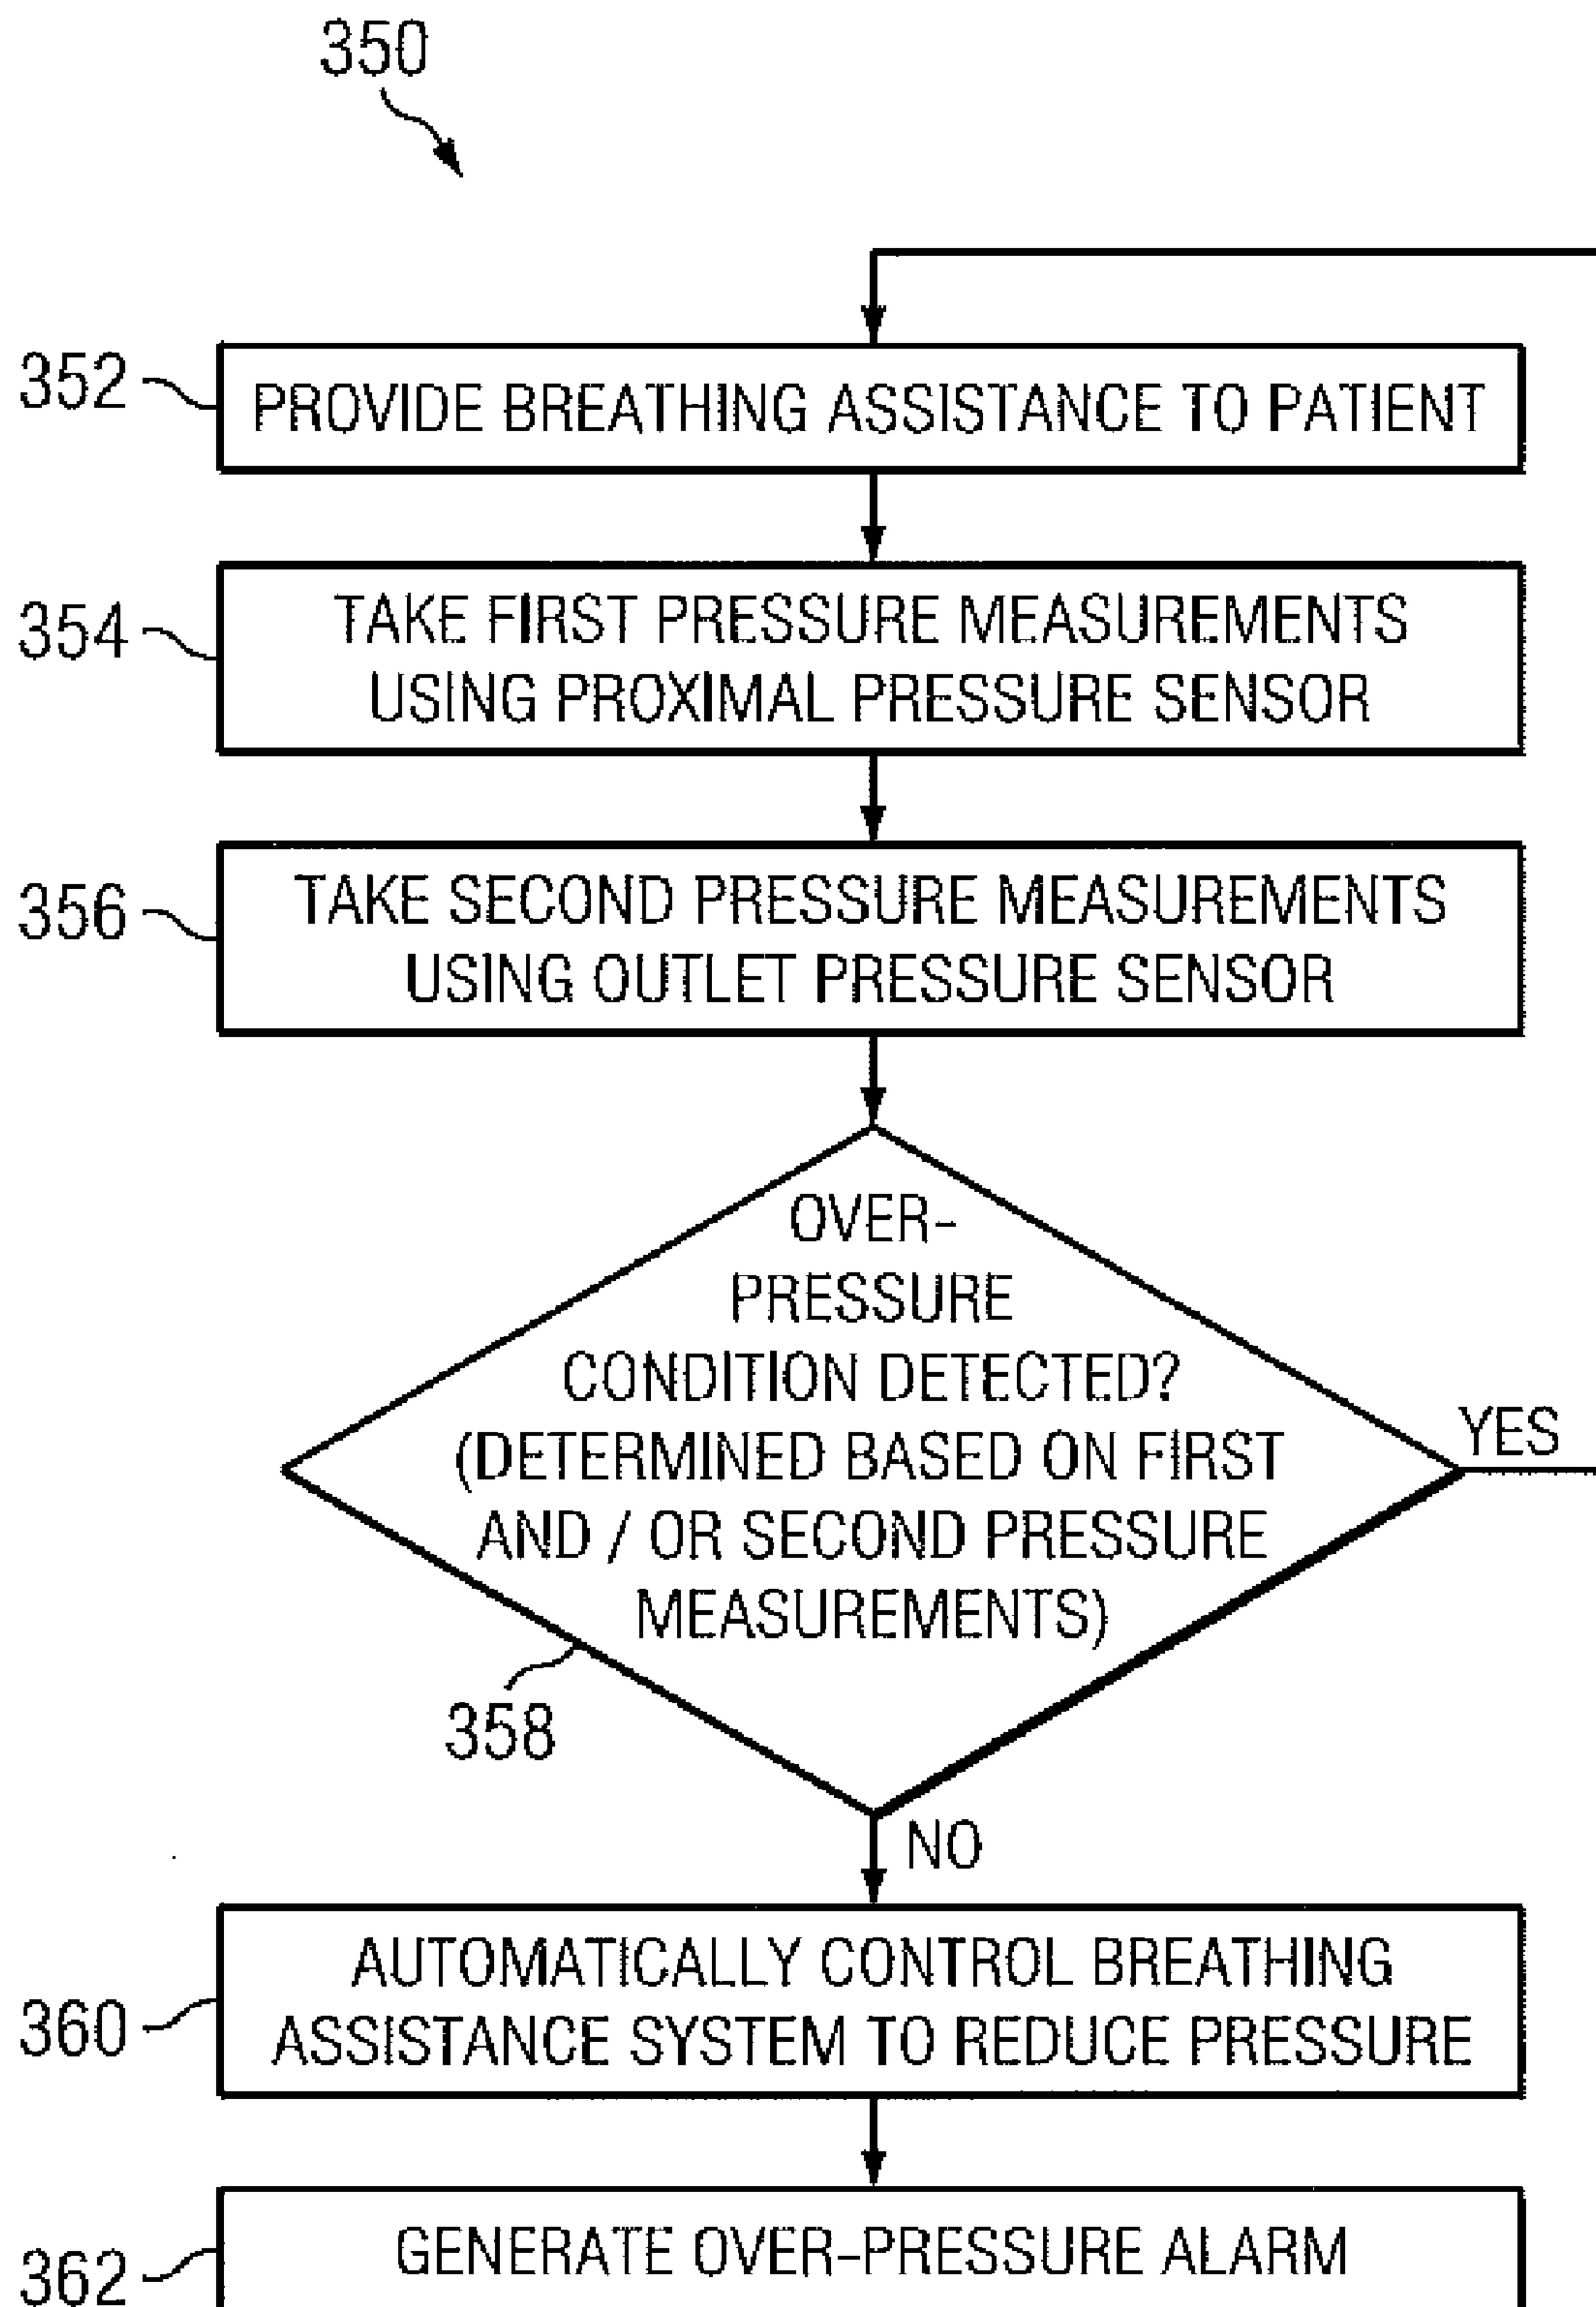 350
352
PROVIDE BREATHING ASSISTANCE TO PATIENT
354
TAKE FIRST PRESSURE MEASUREMENTS
USING PROXIMAL PRESSURE SENSOR
356
TAKE SECOND PRESSURE MEASUREMENTS
USING OUTLET PRESSURE SENSOR
OVER-
PRESSURE
CONDITION DETECTED?
(DETERMINED BASED ON FIRST
AND / OR SECOND PRESSURE
MEASUREMENTS)
YES
358
NO
360
AUTOMATICALLY CONTROL BREATHING
ASSISTANCE SYSTEM TO REDUCE PRESSURE
362
GENERATE OVER-PRESSURE ALARM